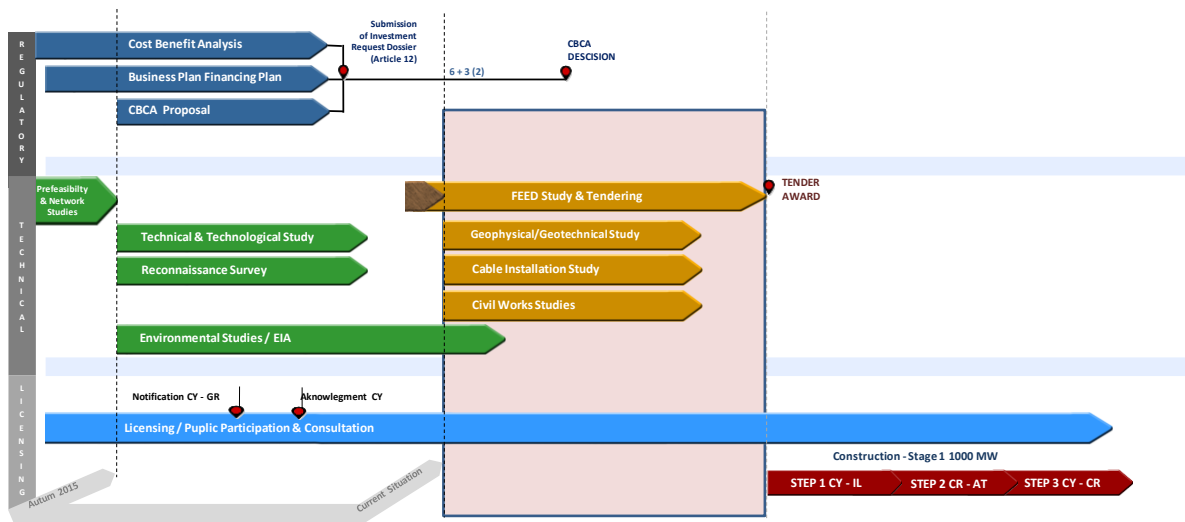 REGULATORY
Cost Benefit Analysis
Business Plan Financing Plan
CBCA Proposal
Submission
of Investment
Request Dossier
(Article 12)
6 + 3 (2)
CBCA
DESCISION
TECHNICAL
Prefeasibilty
& Network
Studies
FEED Study & Tendering
TENDER
AWARD
Technical & Technological Study
Geophysical/Geotechnical Study
Reconnaissance Survey
Cable Installation Study
Civil Works Studies
Environmental Studies / EIA
LICENSING
Notification CY - GR
Aknowlegment CY
Licensing / Puplic Participation & Consultation
Construction - Stage 1 1000 MW
STEP 1 CY - IL
STEP 2 CR - AT
STEP 3 CY - CR
Autum 2015
Current Situation